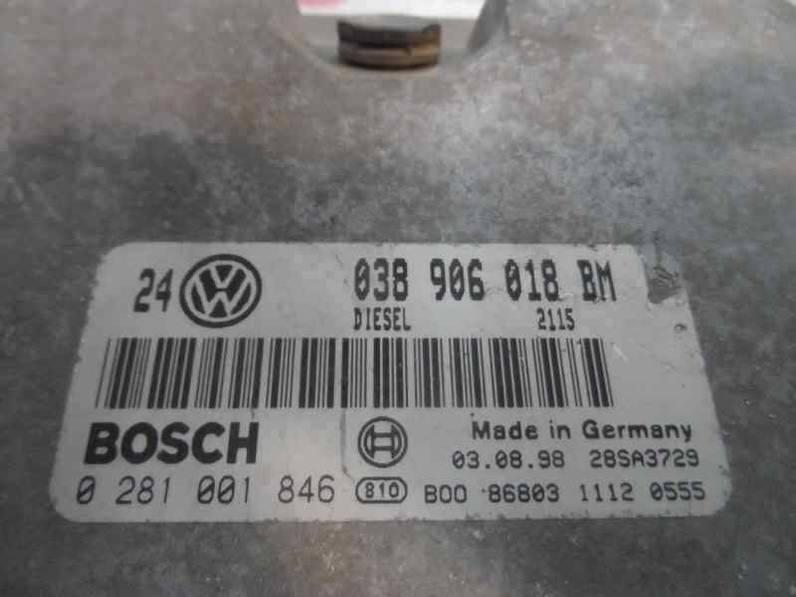 24 VW 038 906 018 BM
DIESEL 2115
BOSCH Made in Germany
03.08.98 28SA3729
0 281 001 846 810 B00 86803 1112 0555